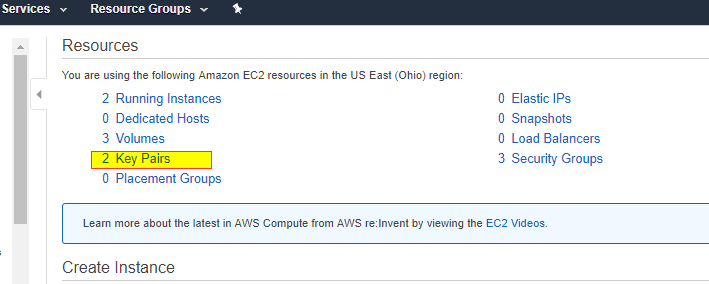 Services Resource Groups
Resources
You are using the following Amazon EC2 resources in the US East (Ohio) region:
2 Running Instances 0 Elastic IPs
0 Dedicated Hosts 0 Snapshots
3 Volumes 0 Load Balancers
2 Key Pairs 3 Security Groups
0 Placement Groups
Learn more about the latest in AWS Compute from AWS re:Invent by viewing the EC2 Videos.
Create Instance